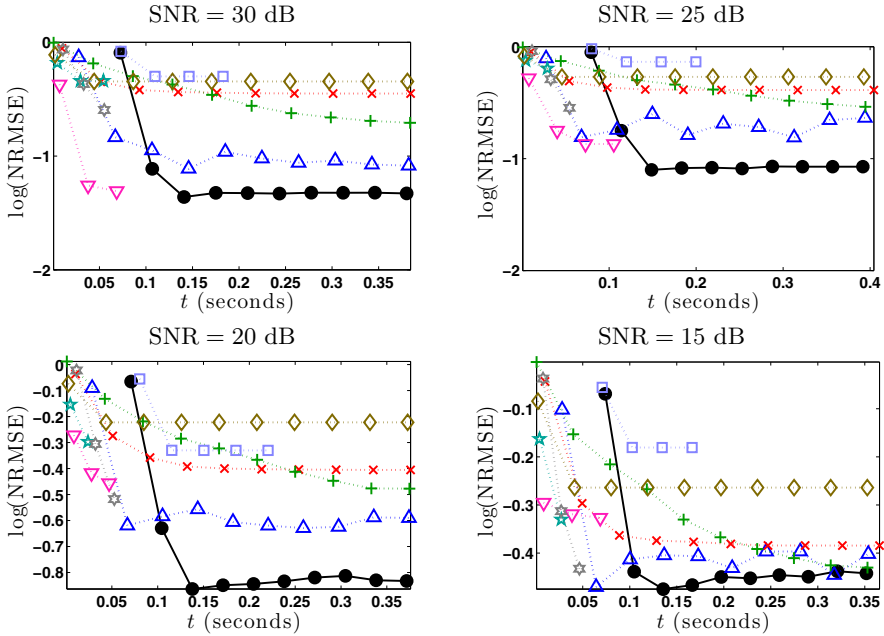 SNR = 30 dB
SNR = 25 dB
log(NRMSE)
0
−1
−2
0.05 0.1 0.15 0.2 0.25 0.3 0.35
t (seconds)
log(NRMSE)
0
−1
−2
0.1 0.2 0.3 0.4
t (seconds)
SNR = 20 dB
SNR = 15 dB
log(NRMSE)
0
−0.1
−0.2
−0.3
−0.4
−0.5
−0.6
−0.7
−0.8
0.05 0.1 0.15 0.2 0.25 0.3 0.35
t (seconds)
log(NRMSE)
−0.1
−0.2
−0.3
−0.4
0.05 0.1 0.15 0.2 0.25 0.3 0.35
t (seconds)